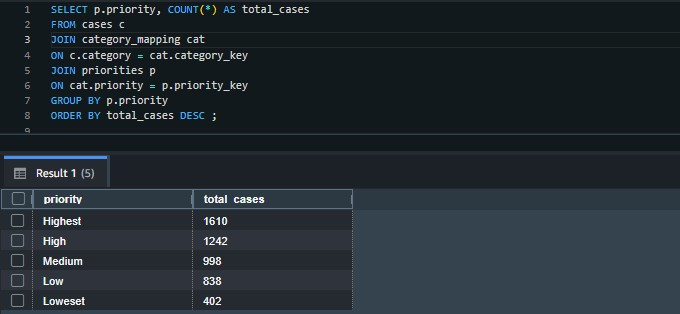 1 SELECT p.priority, COUNT(*) AS total_cases
2 FROM cases c
3 JOIN category_mapping cat
4 ON c.category = cat.category_key
5 JOIN priorities p
6 ON cat.priority = p.priority_key
7 GROUP BY p.priority
8 ORDER BY total_cases DESC ;
9
Result 1 (5)
priority total_cases
Highest 1610
High 1242
Medium 998
Low 838
Loweset 402